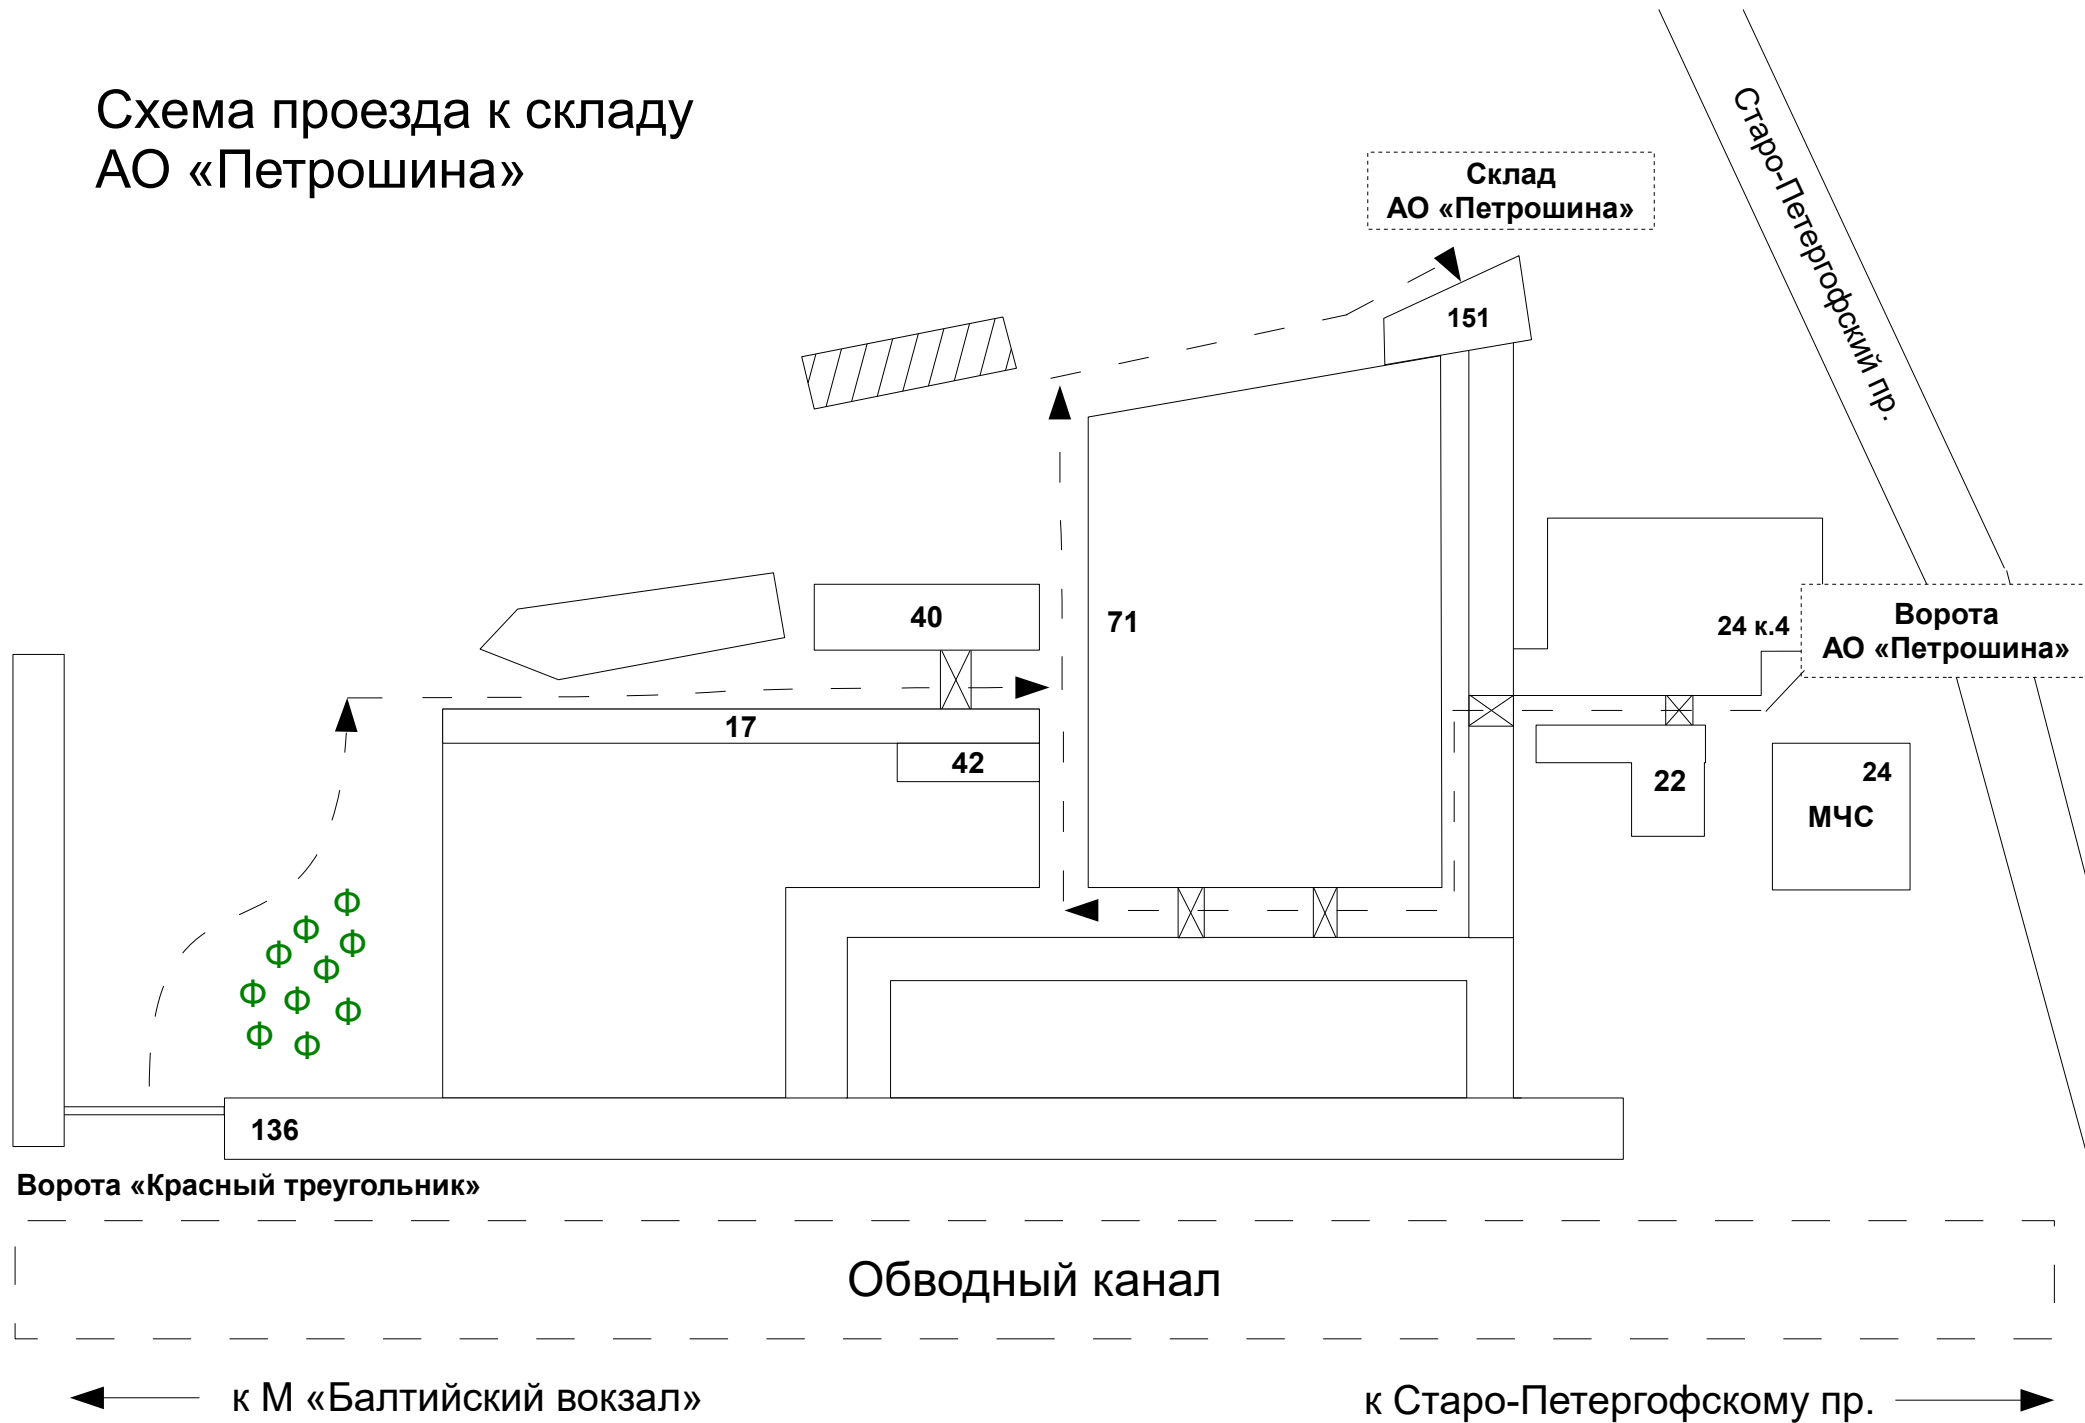 Схема проезда к складу
АО «Петрошина»
Склад
АО «Петрошина»
Старо-Петергофский пр.
151
40
71
24 к.4
Ворота
АО «Петрошина»
17
42
22
24
МЧС
Ф
Ф
Ф
Ф
Ф
Ф
Ф
Ф
Ф
Ф
136
Ворота «Красный треугольник»
Обводный канал
к М «Балтийский вокзал»
к Старо-Петергофскому пр.